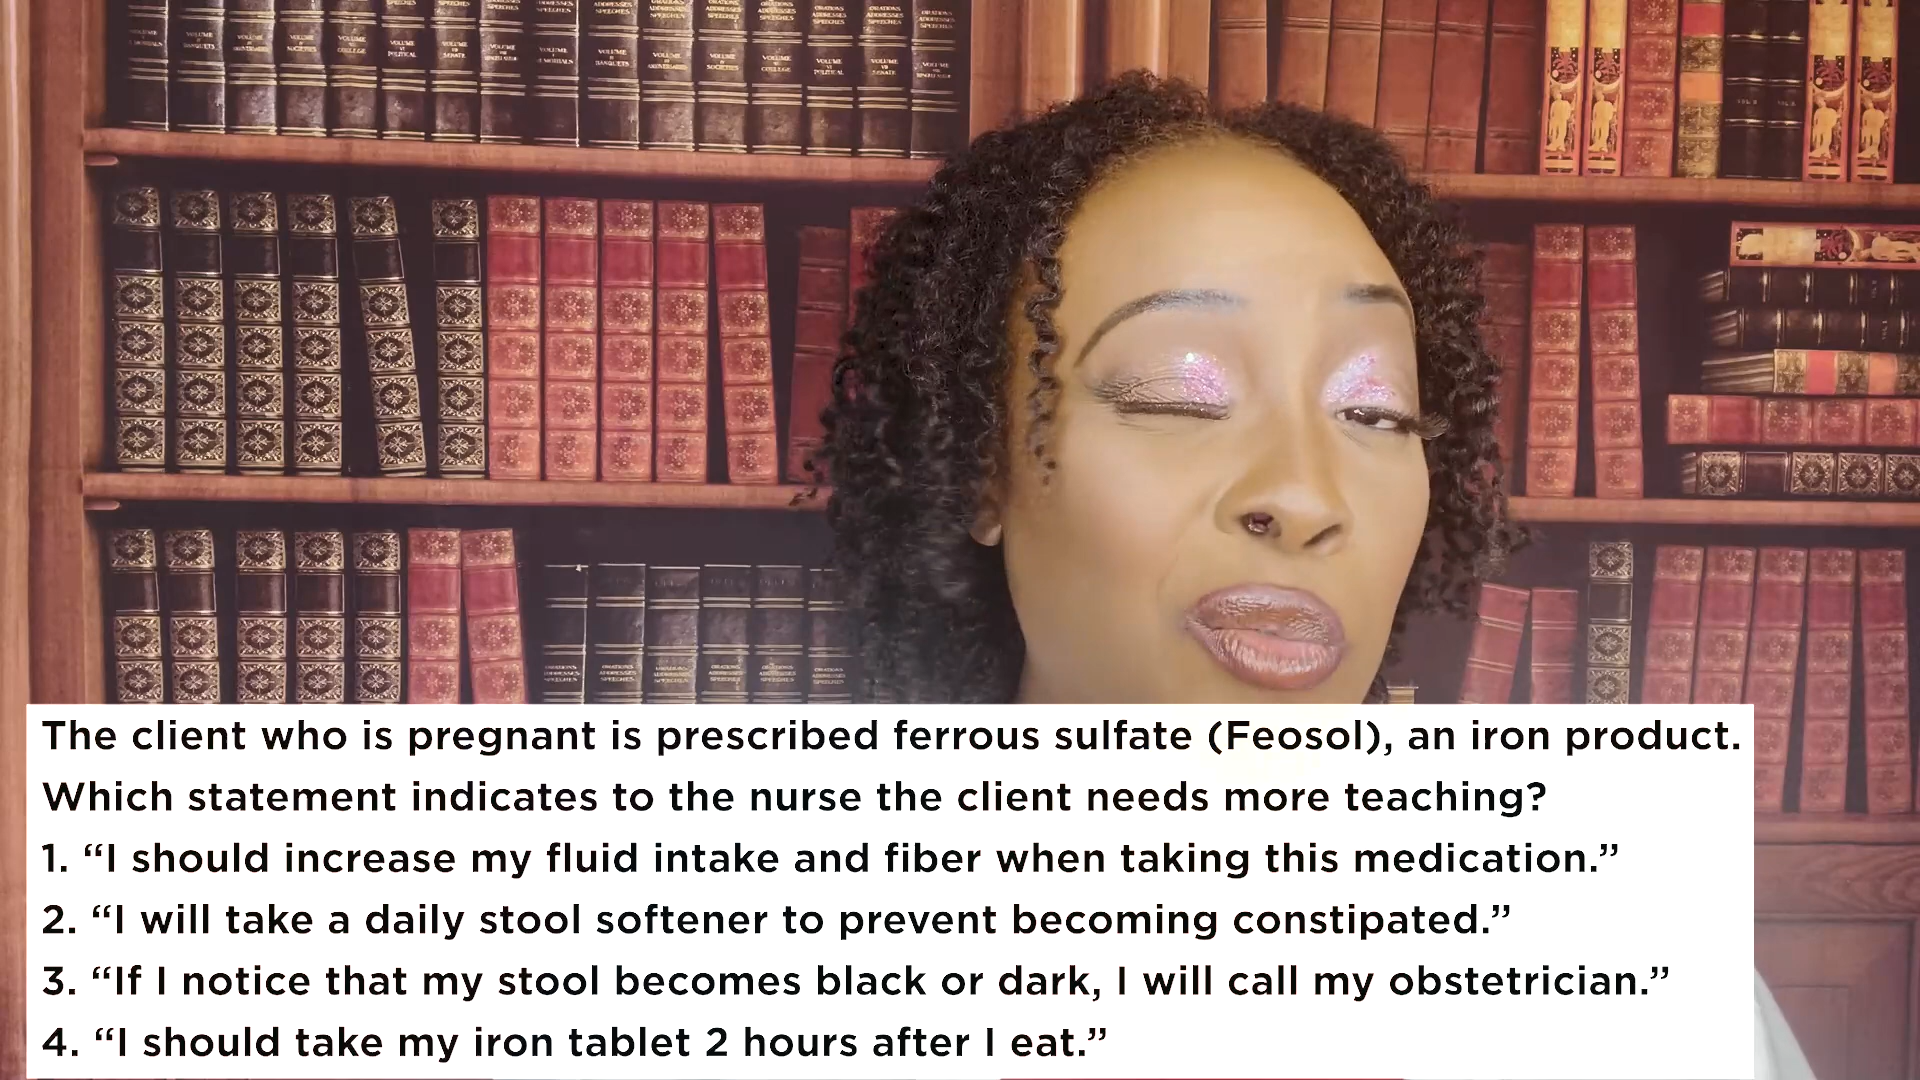 The client who is pregnant is prescribed ferrous sulfate (Feosol), an iron product.
Which statement indicates to the nurse the client needs more teaching?
1. “I should increase my fluid intake and fiber when taking this medication.”
2. “I will take a daily stool softener to prevent becoming constipated.”
3. “If I notice that my stool becomes black or dark, I will call my obstetrician.”
4. “I should take my iron tablet 2 hours after I eat.”